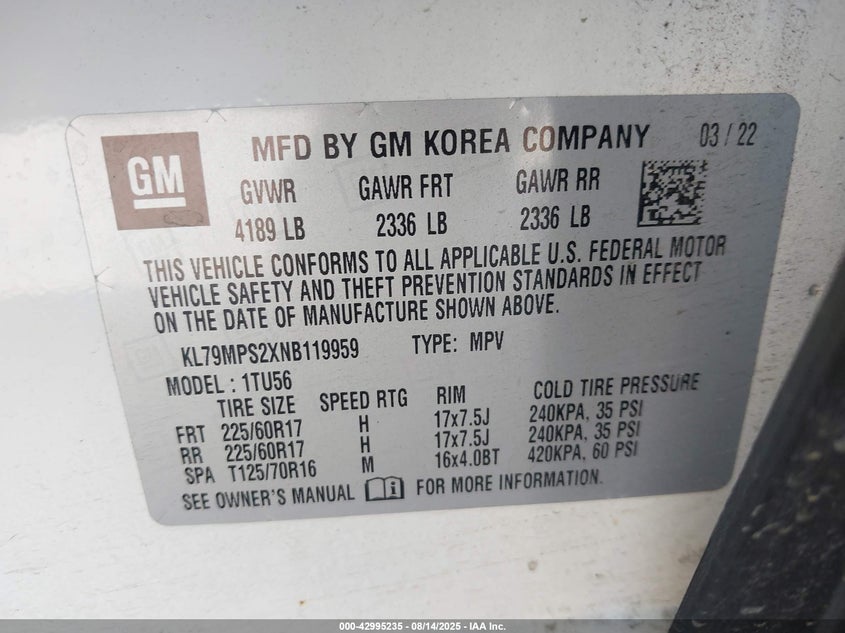 GM
MFD BY GM KOREA COMPANY 03 / 22
GVWR GAWR FRT GAWR RR
4189 LB 2336 LB 2336 LB
THIS VEHICLE CONFORMS TO ALL APPLICABLE U.S. FEDERAL MOTOR
VEHICLE SAFETY AND THEFT PREVENTION STANDARDS IN EFFECT
ON THE DATE OF MANUFACTURE SHOWN ABOVE.
KL79MPS2XNB119959 TYPE: MPV
MODEL : 1TU56
TIRE SIZE SPEED RTG RIM COLD TIRE PRESSURE
FRT 225/60R17 H 17x7.5J 240KPA, 35 PSI
RR 225/60R17 H 17x7.5J 240KPA, 35 PSI
SPA T125/70R16 M 16x4.0BT 420KPA, 60 PSI
SEE OWNER'S MANUAL i FOR MORE INFORMATION.
000-42995235 - 08/14/2025 - IAA Inc.